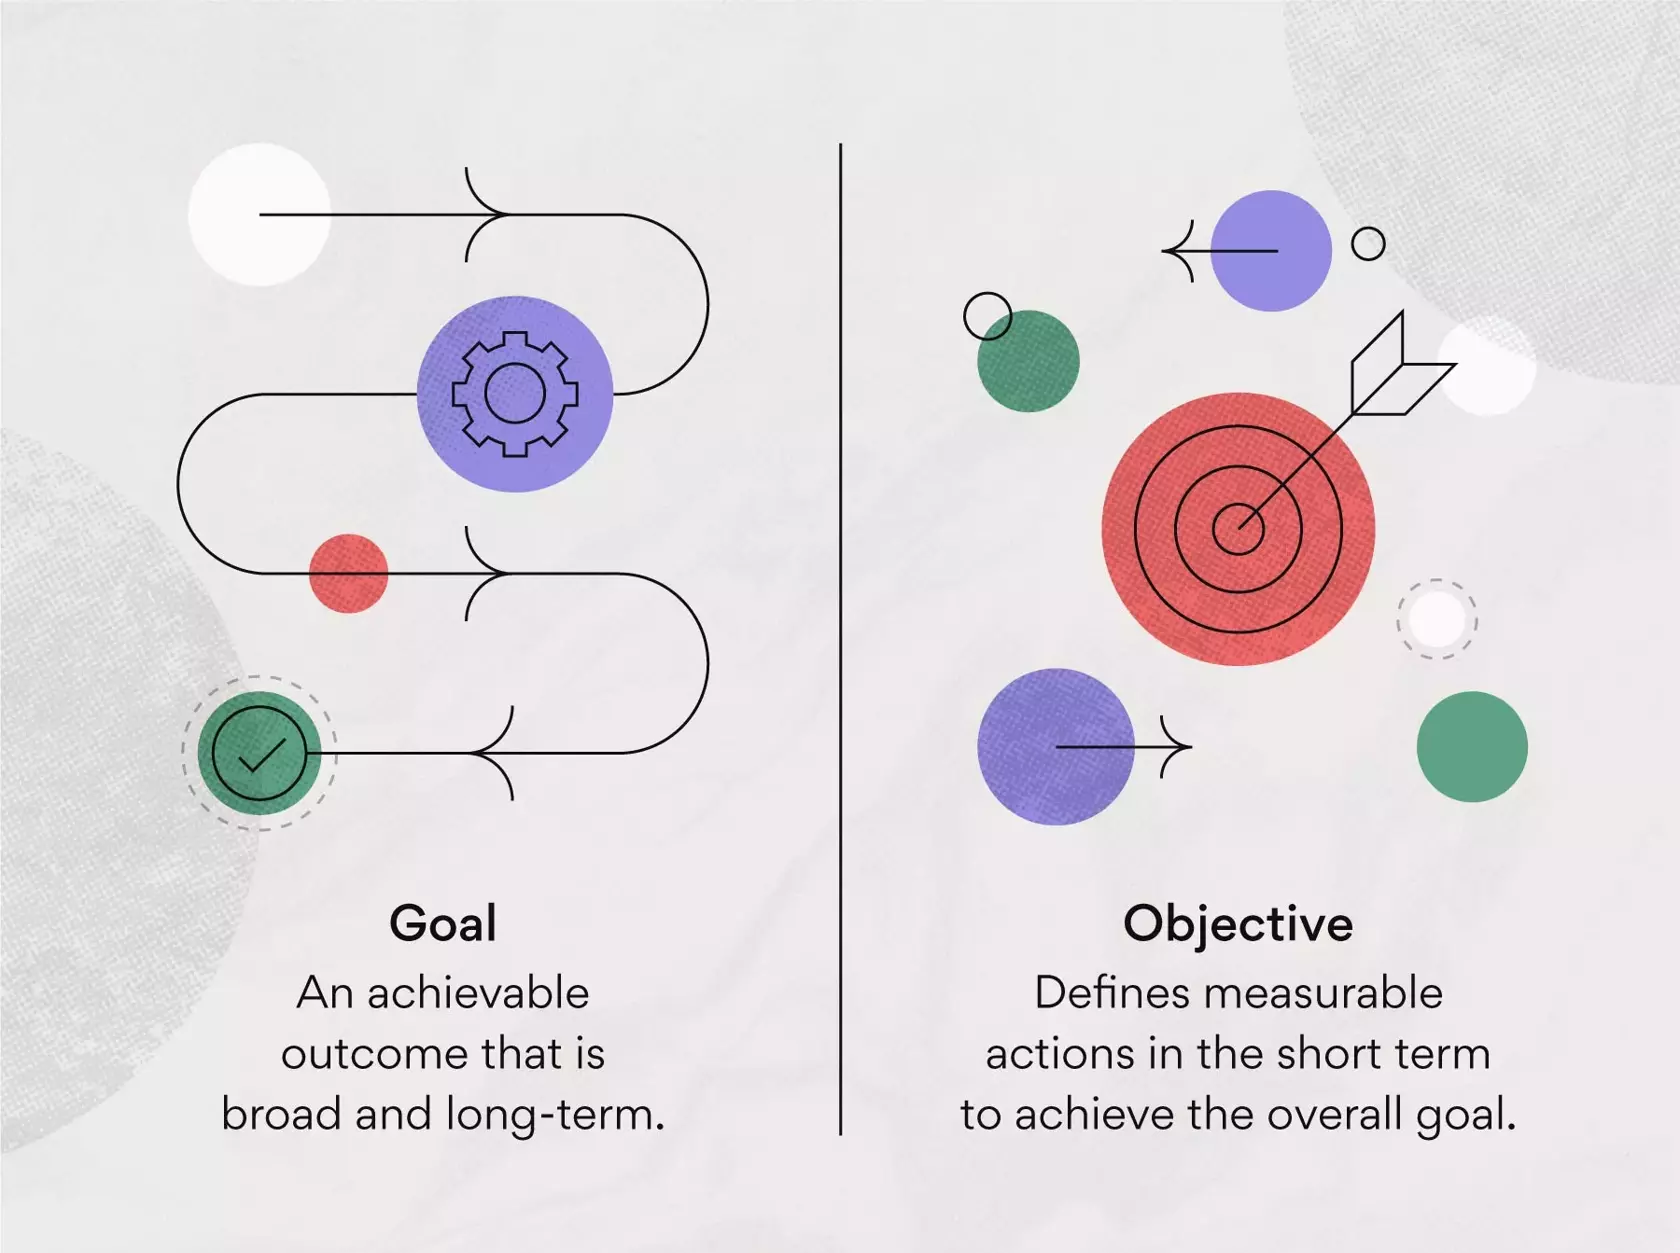 Goal
An achievable
outcome that is
broad and long-term.
Objective
Defines measurable
actions in the short term
to achieve the overall goal.